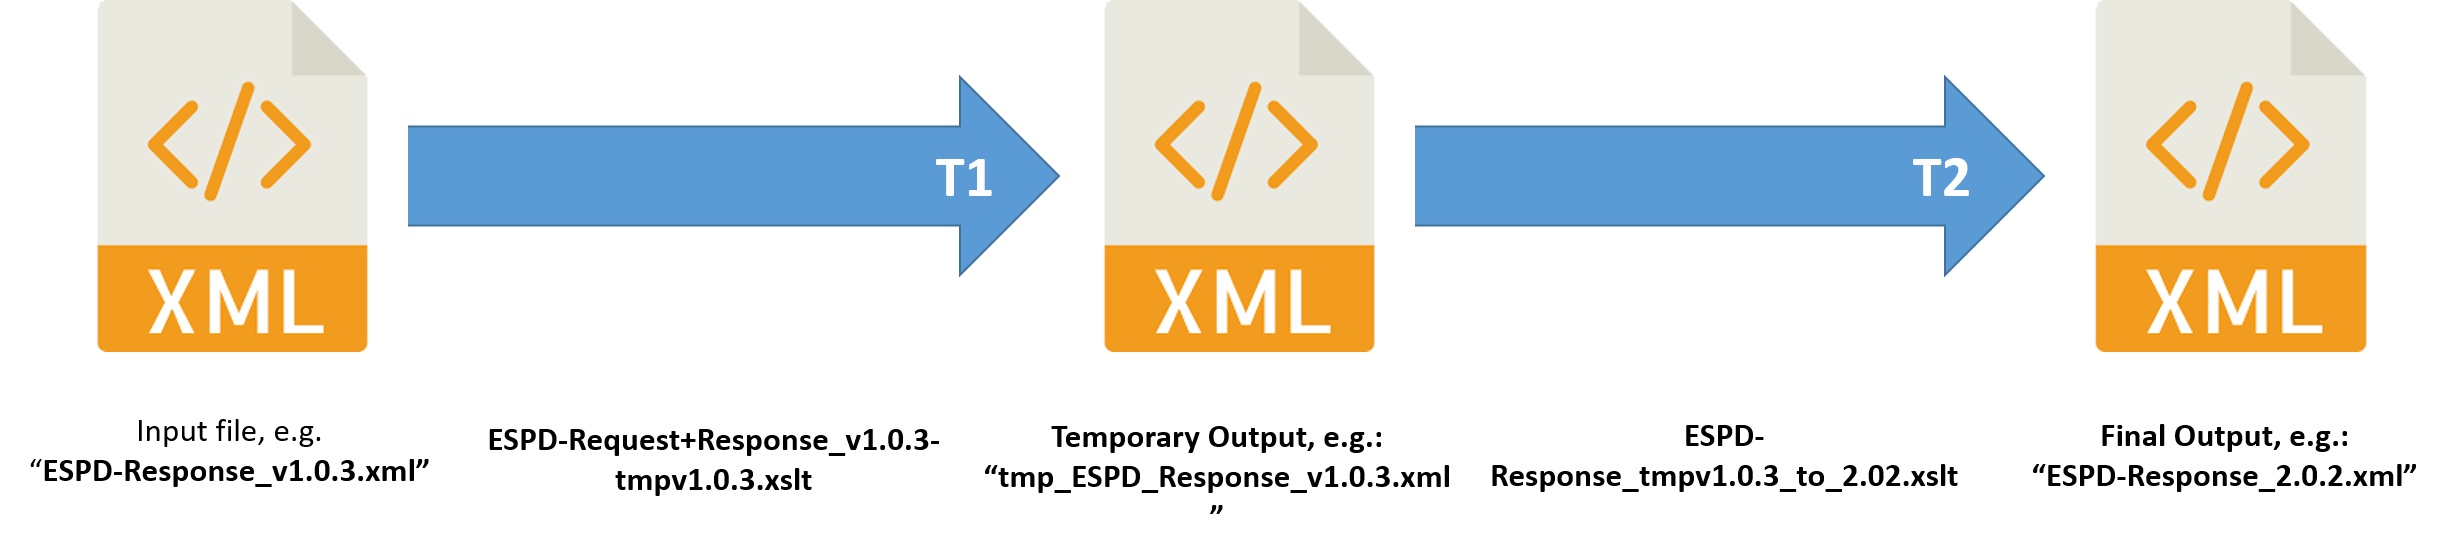 </>
XML
T1
</>
XML
T2
</>
XML
Input file, e.g.
“ESPD-Response_v1.0.3.xml”
ESPD-Request+Response_v1.0.3-
tmpv1.0.3.xslt
Temporary Output, e.g.:
“tmp_ESPD_Response_v1.0.3.xml
”
ESPD-
Response_tmpv1.0.3_to_2.02.xslt
Final Output, e.g.:
“ESPD-Response_2.0.2.xml”